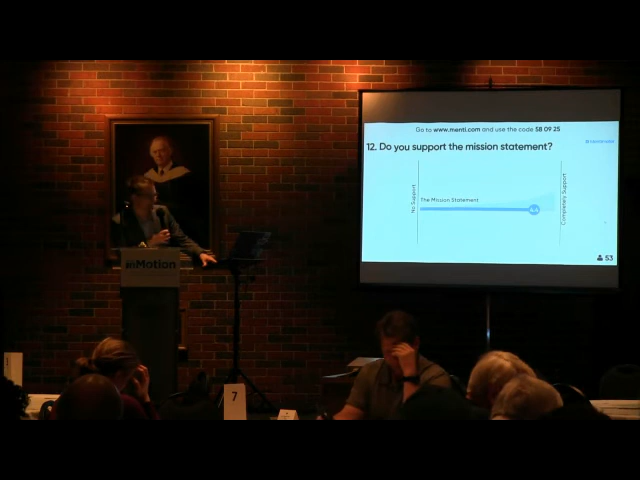 Go to www.menti.com and use the code 58 09 25
12. Do you support the mission statement?
No Support
The Mission Statement
Completely Support
53
inMotion
7